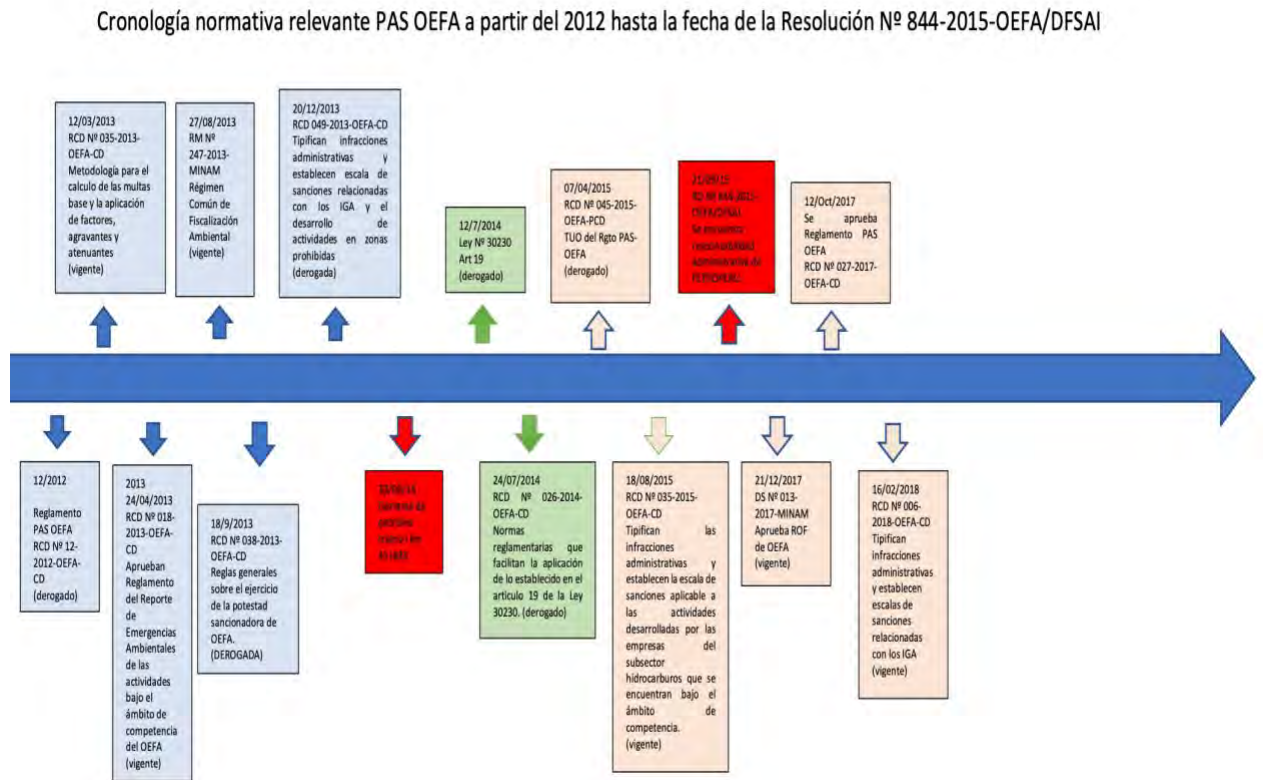 Cronología normativa relevante PAS OEFA a partir del 2012 hasta la fecha de la Resolución Nº 844-2015-OEFA/DFSAI
12/03/2013
RCD Nº 035-2013-
OEFA-CD
Metodología para el
calculo de las multas
base y la aplicación
de factores,
agravantes y
atenuantes
(vigente)
27/08/2013
RM Nº
247-2013-
MINAM
Régimen
Común de
Fiscalización
Ambiental
(vigente)
20/12/2013
RCD 049-2013-OEFA-CD
Tipifican infracciones
administrativas y
establecen escala de
sanciones relacionadas
con los IGA y el
desarrollo de
actividades en zonas
prohibidas
(derogada)
12/7/2014
Ley Nº 30230
Art 19
(derogado)
07/04/2015
RCD Nº 045-2015-
OEFA-PCD
TUO del Rgto PAS-
OEFA
(derogado)
RD Nº 844-2015-
OEFA/DFSAI
Se encuentra
responsabilidad
administrativa de
12/Oct/2017
Se aprueba
Reglamento PAS
OEFA
RCD Nº 027-2017-
OEFA-CD
12/2012
Reglamento
PAS OEFA
RCD Nº 12-
2012-OEFA-
CD
(derogado)
2013
24/04/2013
RCD Nº 018-
2013-OEFA-
CD
Aprueban
Reglamento
del Reporte
de
Emergencias
Ambientales
de las
actividades
bajo el
ámbito de
competencia
del OEFA
(vigente)
18/9/2013
RCD Nº 038-2013-
OEFA-CD
Reglas generales
sobre el ejercicio
de la potestad
sancionadora de
OEFA.
(DEROGADA)
petróleo
24/07/2014
RCD Nº 026-2014-
OEFA-CD
Normas
reglamentarias que
facilitan la aplicación
de lo establecido en el
artículo 19 de la Ley
30230. (derogado)
18/08/2015
RCD Nº 035-2015-
OEFA-CD
Tipifican las
infracciones
administrativas y
establecen la escala de
sanciones aplicable a
las actividades
desarrolladas por las
empresas del
subsector
hidrocarburos que se
encuentran bajo el
ámbito de
competencia.
(vigente)
21/12/2017
DS Nº 013-
2017-MINAM
Aprueba ROF
de OEFA
(vigente)
16/02/2018
RCD Nº 006-
2018-OEFA-CD
Tipifican
infracciones
administrativas
y establecen
escalas de
sanciones
relacionadas
con los IGA
(vigente)